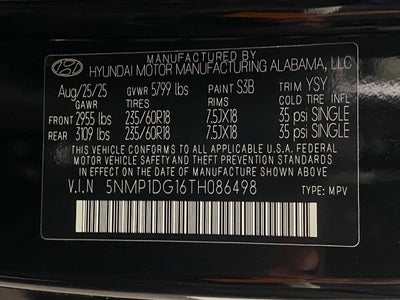 MANUFACTURED BY
HYUNDAI MOTOR MANUFACTURING ALABAMA, LLC
Aug/25/25 GVWR 5799 lbs PAINT S3B TRIM YSY
GAWR TIRES RIMS COLD TIRE INFL
FRONT 2955 lbs 235/60R18 7.5JX18 35 psi SINGLE
REAR 3109 lbs 235/60R18 7.5JX18 35 psi SINGLE
THIS VEHICLE CONFORMS TO ALL APPLICABLE U.S.A. FEDERAL
MOTOR VEHICLE SAFETY AND THEFT PREVENTION
STANDARDS IN EFFECT ON THE
DATE OF MANUFACTURE SHOWN ABOVE.
V.I.N 5NMP1DG16TH086498 TYPE: MPV